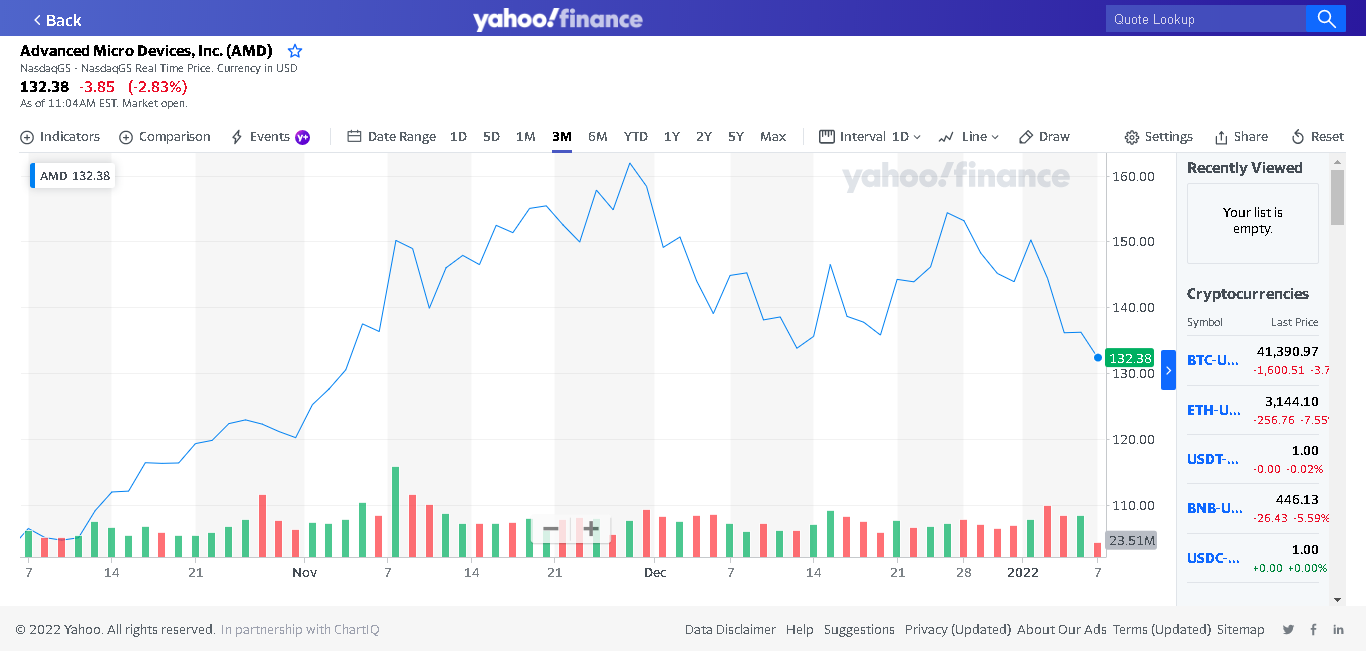 Back
yahoo!finance
Quote Lookup
Advanced Micro Devices, Inc. (AMD)
NasdaqGS - NasdaqGS Real Time Price. Currency in USD
132.38 -3.85 (-2.83%)
As of 11:04AM EST. Market open.
Indicators Comparison Events Y+ Date Range 1D 5D 1M 3M 6M YTD 1Y 2Y 5Y Max Interval 1D Line Draw Settings Share Reset
AMD 132.38
yahoo!finance
160.00
150.00
140.00
132.38
130.00
120.00
110.00
23.51M
7 14 21 Nov 7 14 21 Dec 7 14 21 28 2022 7
Recently Viewed
Your list is
empty.
Cryptocurrencies
Symbol Last Price
BTC-U... 41,390.97
-1,600.51 -3.7
ETH-U... 3,144.10
-256.76 -7.55%
USDT-... 1.00
-0.00 -0.02%
BNB-U... 446.13
-26.43 -5.59%
USDC-... 1.00
+0.00 +0.00%
© 2022 Yahoo. All rights reserved. In partnership with ChartIQ
Data Disclaimer Help Suggestions Privacy (Updated) About Our Ads Terms (Updated) Sitemap